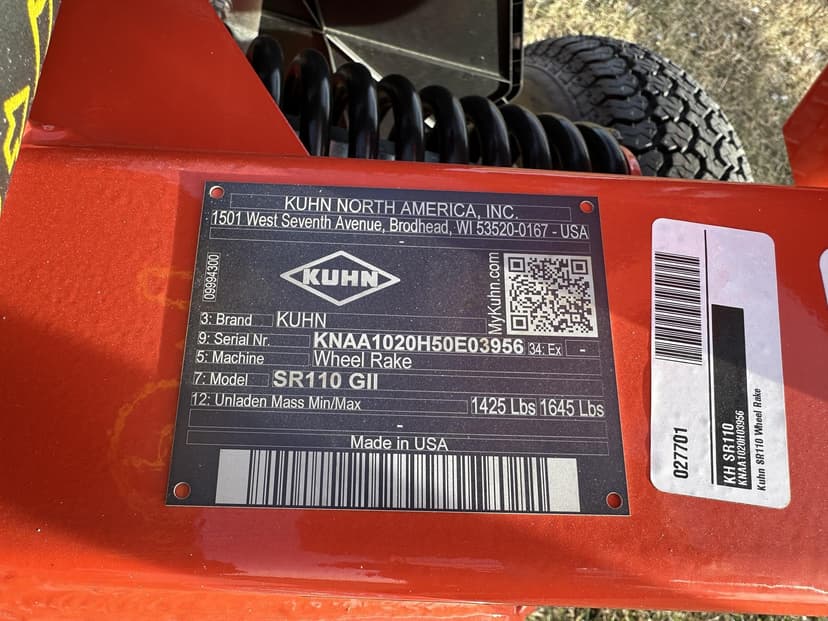 KUHN NORTH AMERICA, INC.
1501 West Seventh Avenue, Brodhead, WI 53520-0167 - USA
-
09994300
KUHN
MyKuhn.com
3: Brand KUHN
9: Serial Nr. KNAA1020H50E03956 34: Ex -
5: Machine Wheel Rake
7: Model SR110 GII
12: Unladen Mass Min/Max 1425 Lbs 1645 Lbs
-
Made in USA
027701
KH SR110
KNAA1020H03956
Kuhn SR110 Wheel Rake